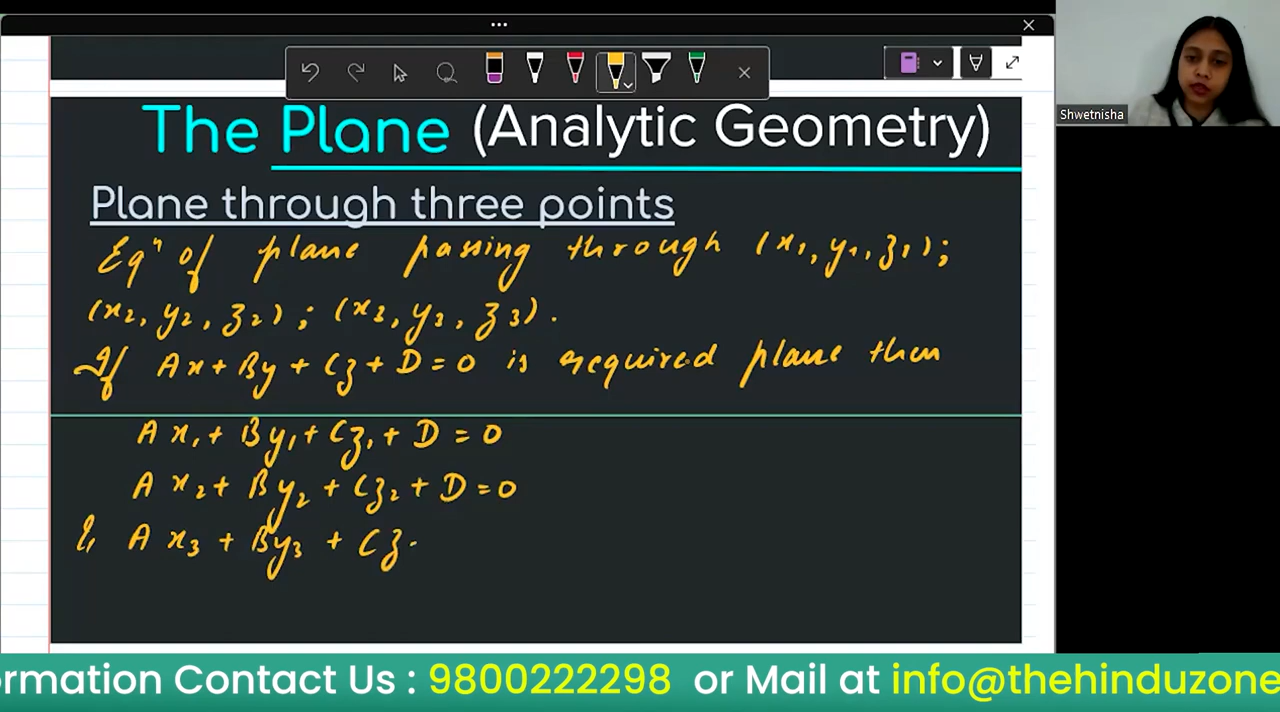 Shwetnisha
The Plane (Analytic Geometry)
Plane through three points
Eqⁿ of plane passing through (x₁, y₁, z₁);
(x₂, y₂, z₂); (x₃, y₃, z₃).
If Ax + By + Cz + D = 0 is required plane then
Ax₁ + By₁ + Cz₁ + D = 0
Ax₂ + By₂ + Cz₂ + D = 0
& Ax₃ + By₃ + Cz
ormation Contact Us : 9800222298 or Mail at info@thehinduzone